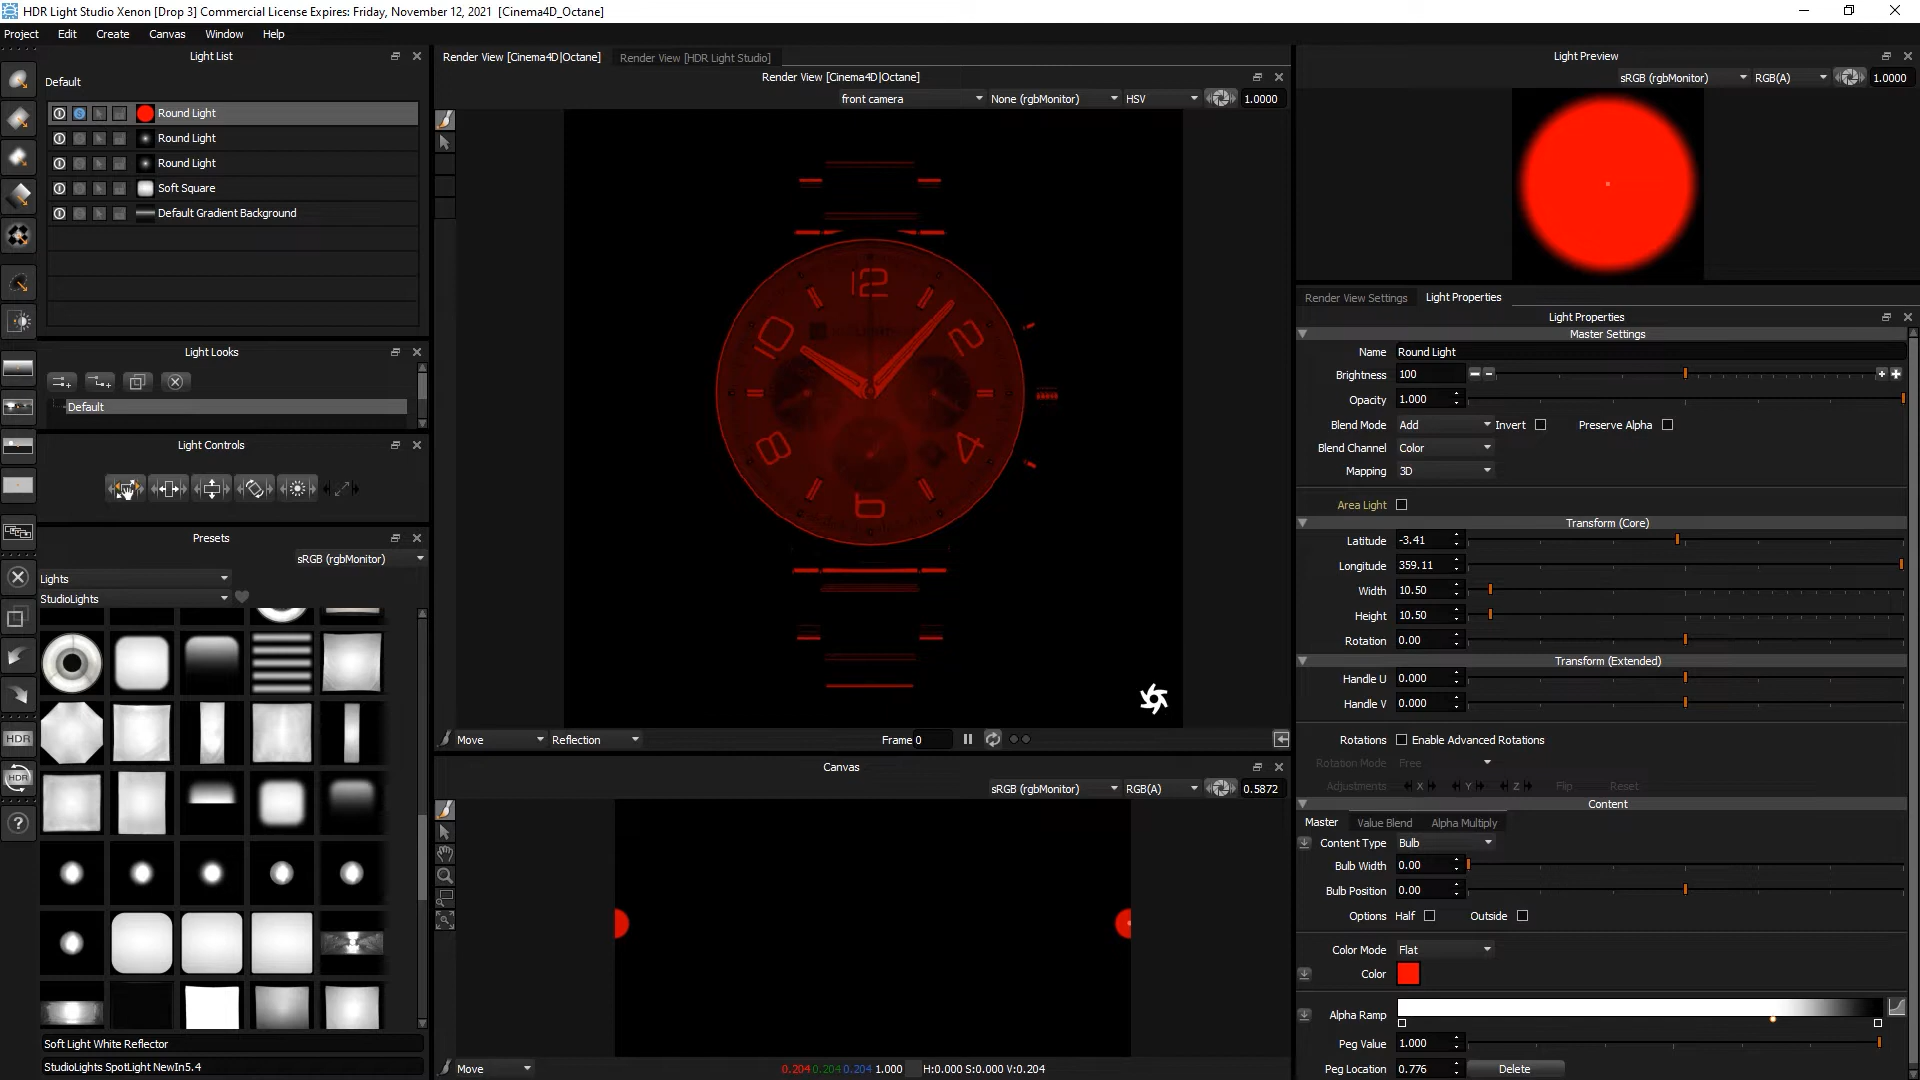 HDR Light Studio Xenon [Drop 3] Commercial License Expires: Friday, November 12, 2021 [Cinema4D_Octane]
Project Edit Create Canvas Window Help
Light List
Default
Round Light
Round Light
Round Light
Soft Square
Default Gradient Background
Light Looks
Default
Light Controls
Presets
sRGB (rgbMonitor)
Lights
StudioLights
HDR
HDR
Soft Light White Reflector
StudioLights SpotLight NewIn5.4
Render View [Cinema4D|Octane] Render View [HDR Light Studio]
Render View [Cinema4D|Octane]
front camera None (rgbMonitor) HSV 1.0000
12
10 2
8 4
6
Move Reflection Frame 0
Canvas
sRGB (rgbMonitor) RGB(A) 0.5872
Move 0.204 0.204 0.204 1.000 H:0.000 S:0.000 V:0.204
Light Preview
sRGB (rgbMonitor) RGB(A) 1.0000
Render View Settings Light Properties
Light Properties
Master Settings
Name Round Light
Brightness 100
Opacity 1.000
Blend Mode Add Invert Preserve Alpha
Blend Channel Color
Mapping 3D
Area Light
Transform (Core)
Latitude -3.41
Longitude 359.11
Width 10.50
Height 10.50
Rotation 0.00
Transform (Extended)
Handle U 0.000
Handle V 0.000
Rotations Enable Advanced Rotations
Rotation Mode Free
Adjustments X Y Z Flip Reset
Content
Master Value Blend Alpha Multiply
Content Type Bulb
Bulb Width 0.00
Bulb Position 0.00
Options Half Outside
Color Mode Flat
Color
Alpha Ramp
Peg Value 1.000
Peg Location 0.776 Delete